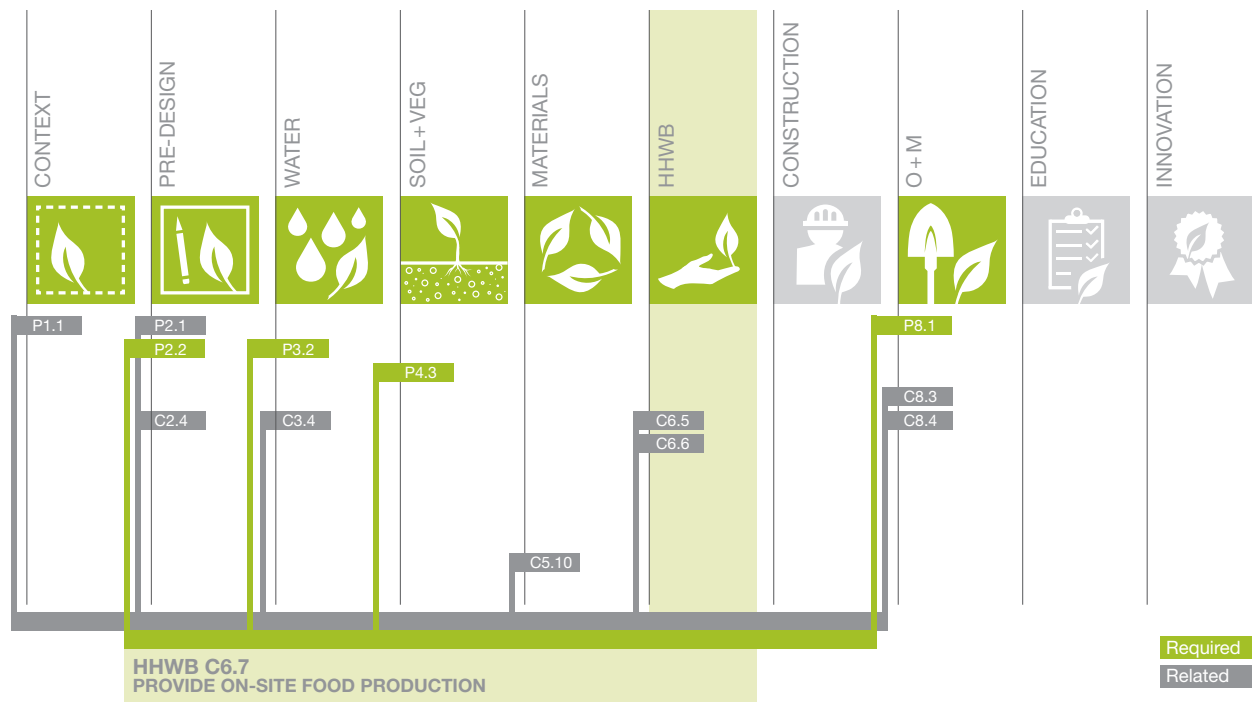 CONTEXT
PRE-DESIGN
WATER
SOIL+VEG
MATERIALS
HHWB
CONSTRUCTION
O+M
EDUCATION
INNOVATION
P1.1
P2.1
P8.1
P2.2
P3.2
P4.3
C8.3
C2.4
C3.4
C6.5
C8.4
C6.6
C5.10
HHWB C6.7
PROVIDE ON-SITE FOOD PRODUCTION
Required
Related